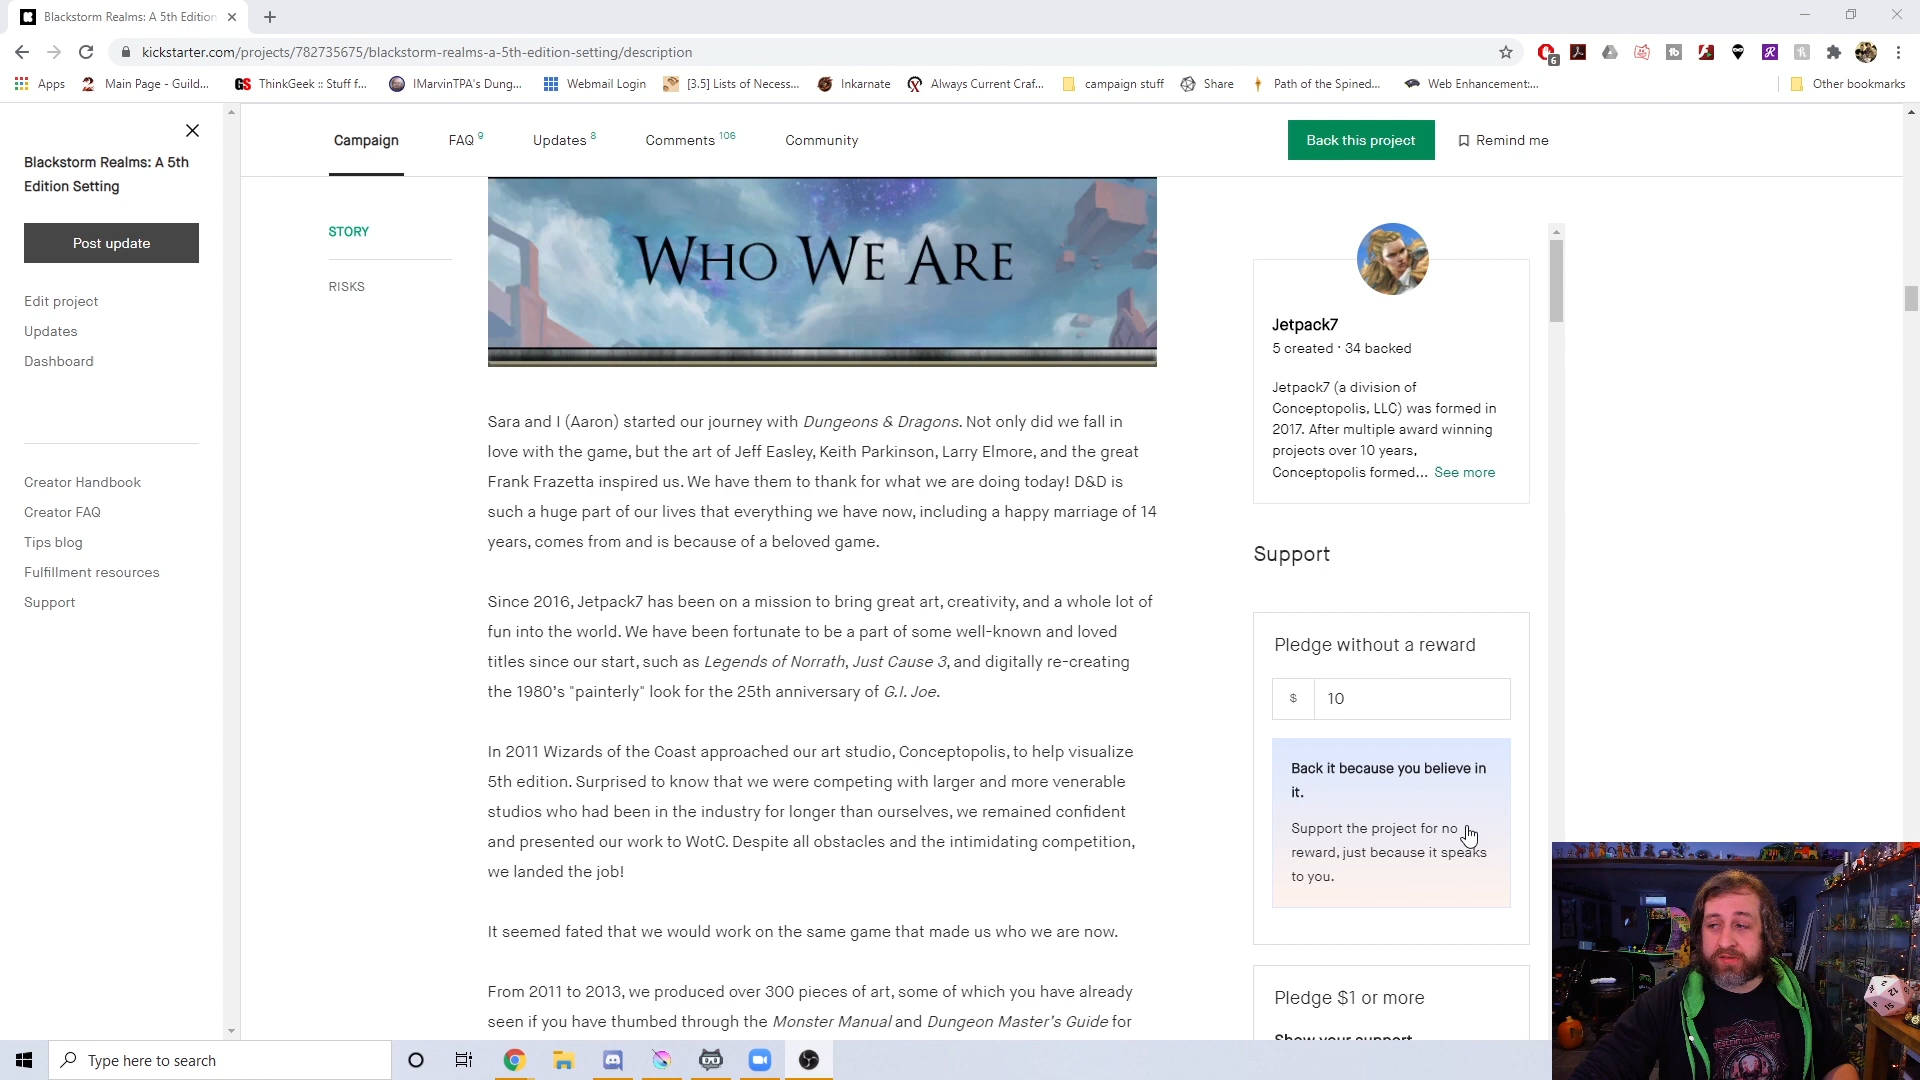 Blackstorm Realms: A 5th Edition
kickstarter.com/projects/782735675/blackstorm-realms-a-5th-edition-setting/description
6
Apps
Main Page - Guild...
GS
ThinkGeek :: Stuff f...
IMarvinTPA's Dung...
Webmail Login
[3.5] Lists of Necess...
Inkarnate
Always Current Craf...
campaign stuff
Share
Path of the Spined...
Web Enhancement:...
Other bookmarks
Blackstorm Realms: A 5th
Edition Setting
Post update
Edit project
Updates
Dashboard
Creator Handbook
Creator FAQ
Tips blog
Fulfillment resources
Support
Campaign
FAQ 9
Updates 8
Comments 106
Community
Back this project
Remind me
STORY
RISKS
WHO WE ARE
Sara and I (Aaron) started our journey with Dungeons & Dragons. Not only did we fall in
love with the game, but the art of Jeff Easley, Keith Parkinson, Larry Elmore, and the great
Frank Frazetta inspired us. We have them to thank for what we are doing today! D&D is
such a huge part of our lives that everything we have now, including a happy marriage of 14
years, comes from and is because of a beloved game.
Since 2016, Jetpack7 has been on a mission to bring great art, creativity, and a whole lot of
fun into the world. We have been fortunate to be a part of some well-known and loved
titles since our start, such as Legends of Norrath, Just Cause 3, and digitally re-creating
the 1980's "painterly" look for the 25th anniversary of G.I. Joe.
In 2011 Wizards of the Coast approached our art studio, Conceptopolis, to help visualize
5th edition. Surprised to know that we were competing with larger and more venerable
studios who had been in the industry for longer than ourselves, we remained confident
and presented our work to WotC. Despite all obstacles and the intimidating competition,
we landed the job!
It seemed fated that we would work on the same game that made us who we are now.
From 2011 to 2013, we produced over 300 pieces of art, some of which you have already
seen if you have thumbed through the Monster Manual and Dungeon Master's Guide for
Jetpack7
5 created · 34 backed
Jetpack7 (a division of
Conceptopolis, LLC) was formed in
2017. After multiple award winning
projects over 10 years,
Conceptopolis formed... See more
Support
Pledge without a reward
$ 10
Back it because you believe in
it.
Support the project for no
reward, just because it speaks
to you.
Pledge $1 or more
Show your support
Type here to search